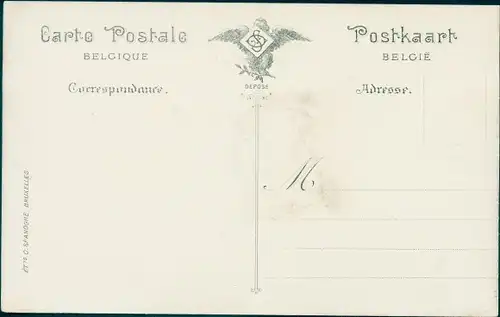 Carte Postale
BELGIQUE
Correspondance.
DÉPOSÉ
Postkaart
BELGIË
Adresse.
M